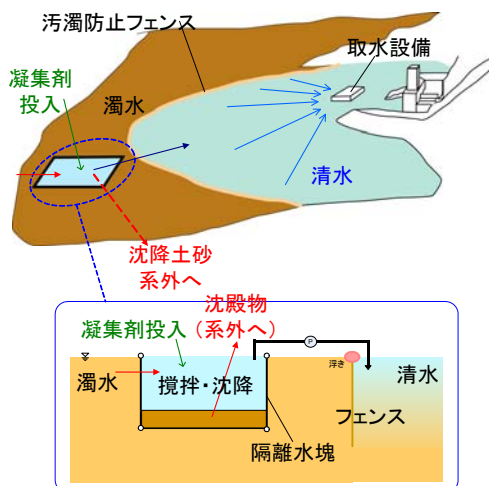 汚濁防止フェンス
取水設備
凝集剤
投入
濁水
清水
沈降土砂
系外へ
沈殿物
凝集剤投入（系外へ）
P
浮き
濁水
撹拌・沈降
清水
フェンス
隔離水塊